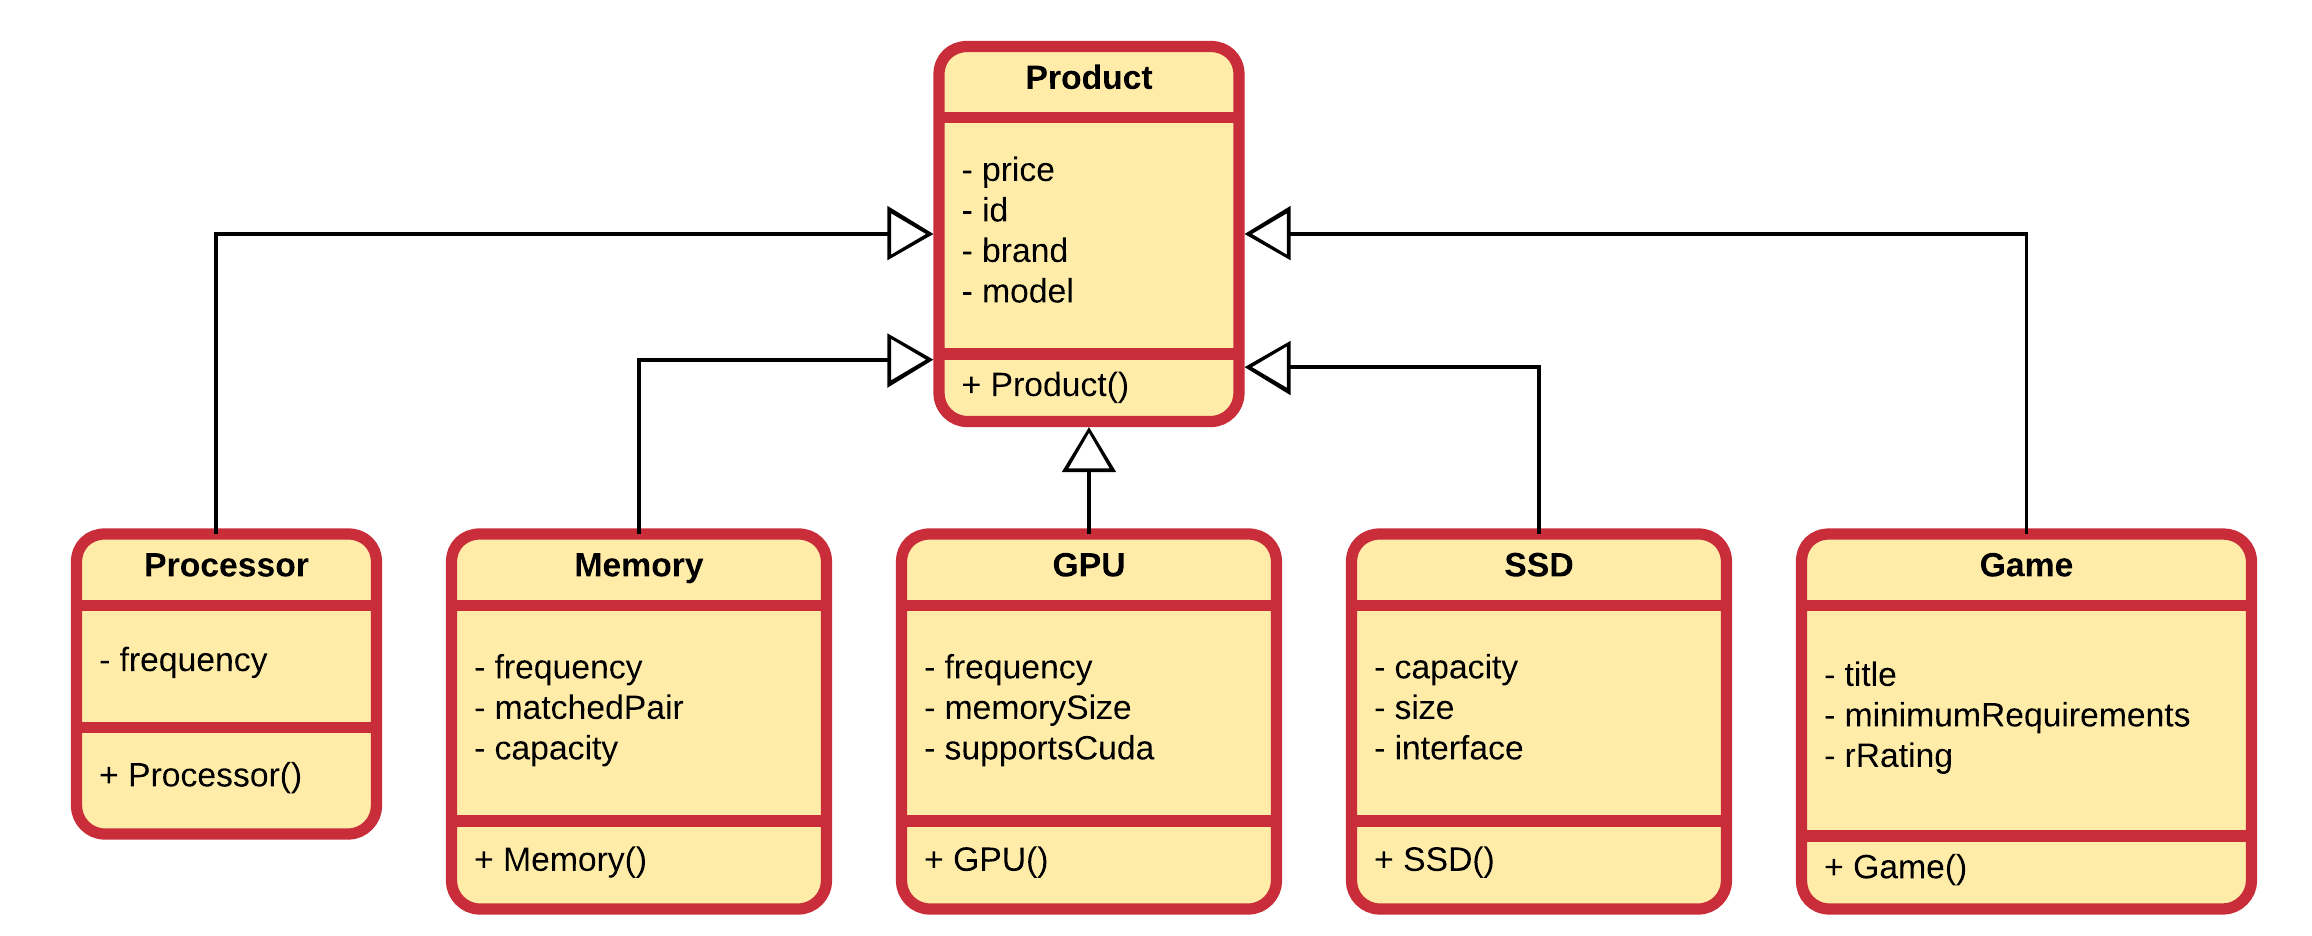 Product
- price
- id
- brand
- model
+ Product()
Processor
- frequency
+ Processor()
Memory
- frequency
- matchedPair
- capacity
+ Memory()
GPU
- frequency
- memorySize
- supportsCuda
+ GPU()
SSD
- capacity
- size
- interface
+ SSD()
Game
- title
- minimumRequirements
- rRating
+ Game()